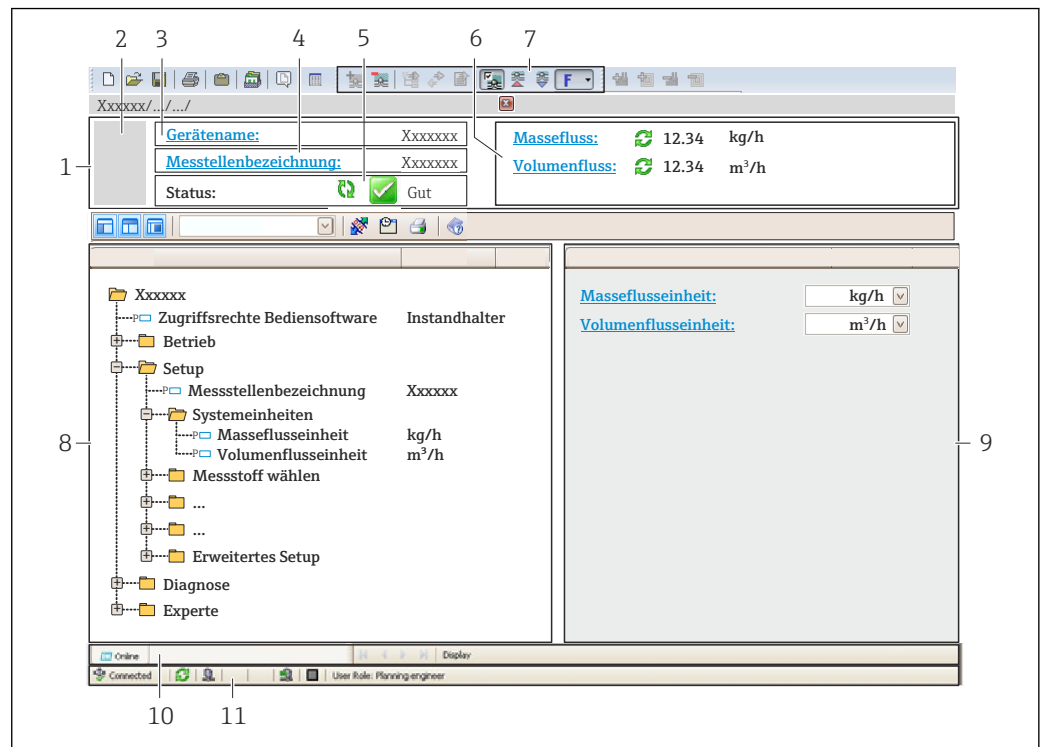 2 3 4 5 6 7
F
Xxxxxx/.../.../
1
Gerätename: Xxxxxxx
Messtellenbezeichnung: Xxxxxxx
Status: Gut
Massefluss: 12.34 kg/h
Volumenfluss: 12.34 m³/h
Xxxxxx
P Zugriffsrechte Bediensoftware Instandhalter
Betrieb
Setup
P Messstellenbezeichnung Xxxxxx
Systemeinheiten
P Masseflusseinheit kg/h
P Volumenflusseinheit m³/h
Messstoff wählen
...
...
Erweitertes Setup
Diagnose
Experte
8
Masseflusseinheit: kg/h
Volumenflusseinheit: m³/h
9
Online Display
Connected User Role: Planning engineer
10 11